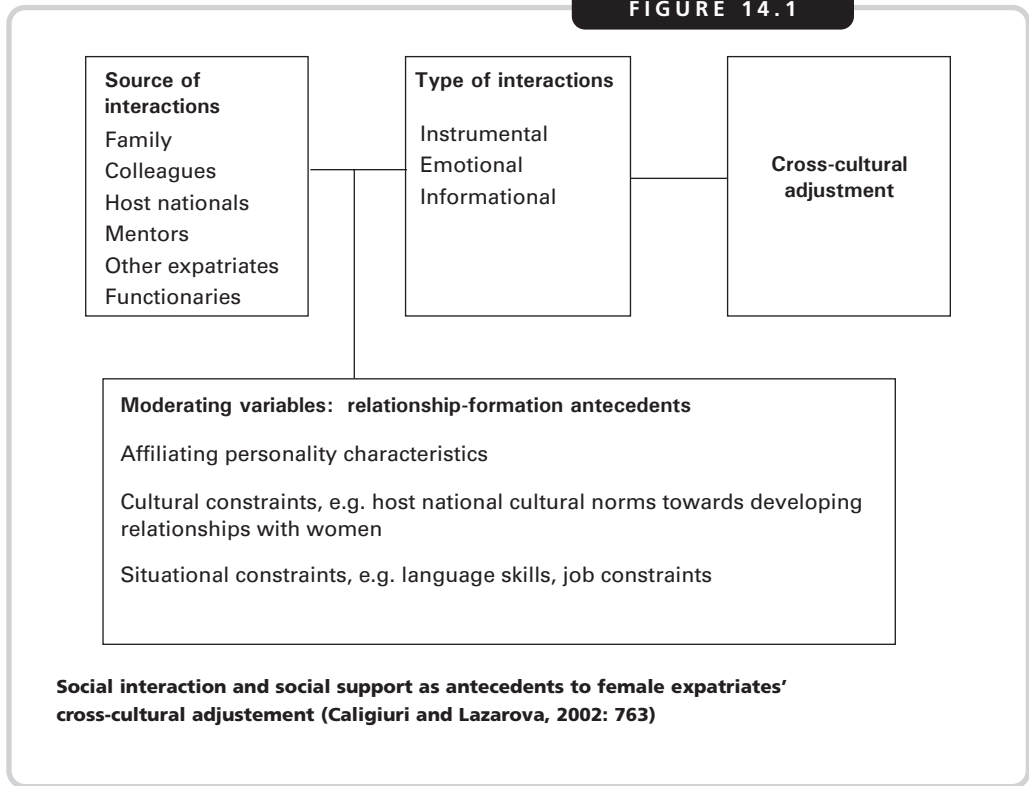 FIGURE 14.1
Source of
interactions
Family
Colleagues
Host nationals
Mentors
Other expatriates
Functionaries
Type of interactions
Instrumental
Emotional
Informational
Cross-cultural
adjustment
Moderating variables: relationship-formation antecedents
Affiliating personality characteristics
Cultural constraints, e.g. host national cultural norms towards developing
relationships with women
Situational constraints, e.g. language skills, job constraints
Social interaction and social support as antecedents to female expatriates'
cross-cultural adjustement (Caligiuri and Lazarova, 2002: 763)